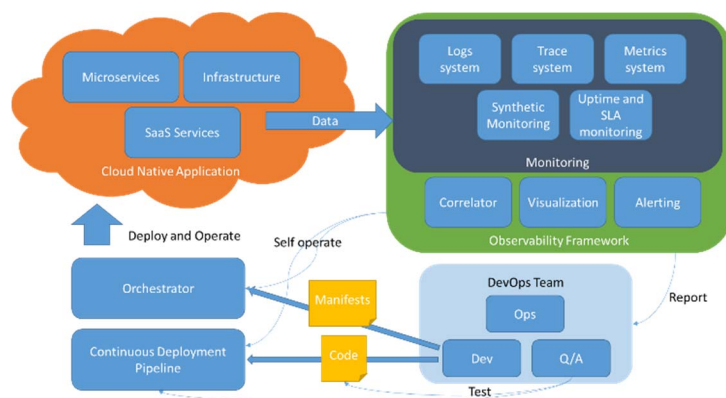 Microservices
Infrastructure
SaaS Services
Cloud Native Application
Data
Logs
system
Trace
system
Metrics
system
Synthetic
Monitoring
Uptime and
SLA
monitoring
Monitoring
Correlator
Visualization
Alerting
Observability Framework
Deploy and Operate
Self operate
Orchestrator
Manifests
DevOps Team
Report
Ops
Continuous Deployment
Pipeline
Code
Dev
Q/A
Test